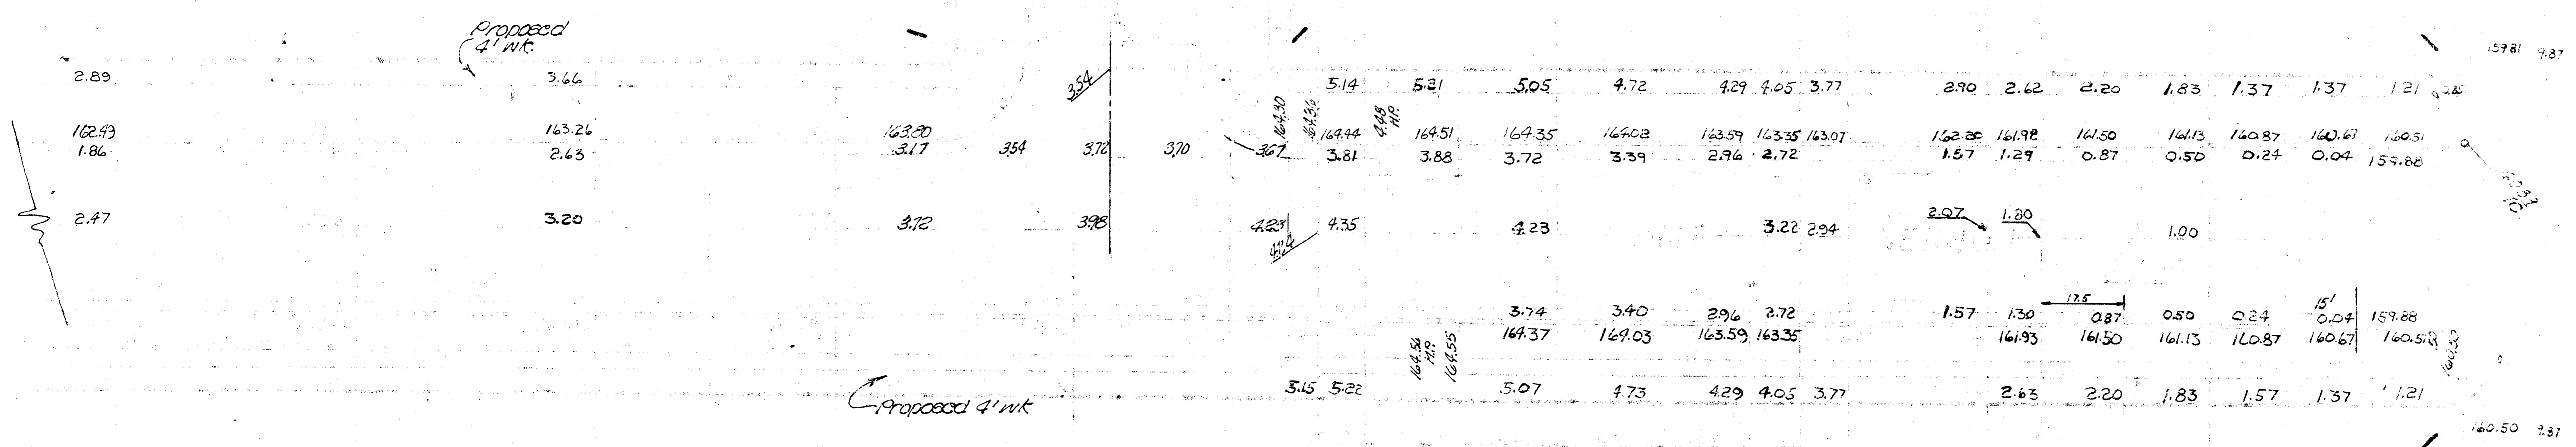 Proposed
4' wk.
159.81 9.87
2.89 3.66 3.54 5.14 5.21 5.05 4.72 4.29 4.05 3.77 2.90 2.62 2.20 1.83 1.37 1.37 1.21
164.30 164.36 4.48 H.P.
162.49 163.26 163.80 164.44 164.51 164.35 164.02 163.59 163.35 163.07 162.20 161.92 161.50 161.13 160.87 160.67 160.51
1.86 2.63 3.17 3.54 3.72 3.70 3.67 3.81 3.88 3.72 3.39 2.96 2.72 1.57 1.29 0.87 0.50 0.24 0.04 159.88
2.47 3.20 3.72 3.98 4.23 4.35 4.23 3.22 2.94 2.07 1.80 1.00
17.5 15'
3.74 3.40 2.96 2.72 1.57 1.30 0.87 0.50 0.24 0.04 159.88
164.56 H.P. 164.55 164.37 164.03 163.59 163.35 161.93 161.50 161.13 160.87 160.67 160.51
5.15 5.22 5.07 4.73 4.29 4.05 3.77 2.63 2.20 1.83 1.57 1.37 1.21
Proposed 4' wk
160.50 9.37